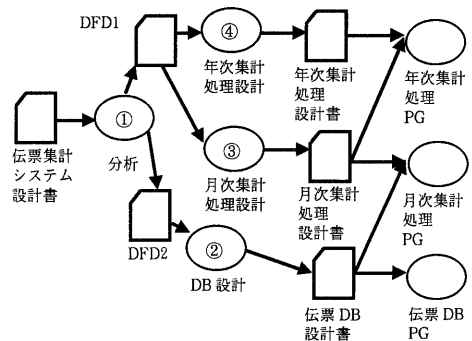 DFD1
④
年次集計
処理設計
年次集計
処理
設計書
年次集計
処理
PG
①
伝票集計
システム
設計書
分析
③
月次集計
処理設計
月次集計
処理
設計書
月次集計
処理
PG
DFD2
②
DB 設計
伝票 DB
設計書
伝票 DB
PG